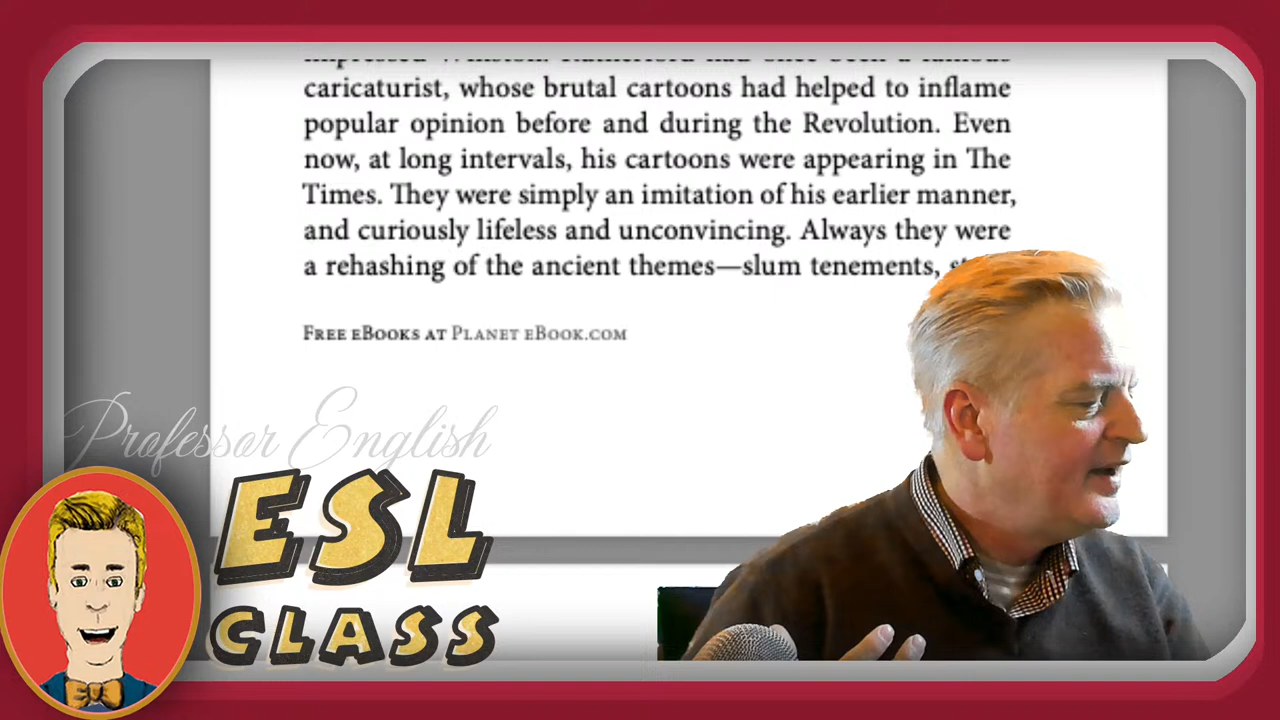 caricaturist, whose brutal cartoons had helped to inflame
popular opinion before and during the Revolution. Even
now, at long intervals, his cartoons were appearing in The
Times. They were simply an imitation of his earlier manner,
and curiously lifeless and unconvincing. Always they were
a rehashing of the ancient themes—slum tenements,
Free eBooks at Planet eBook.com
Professor English
ESL
CLASS